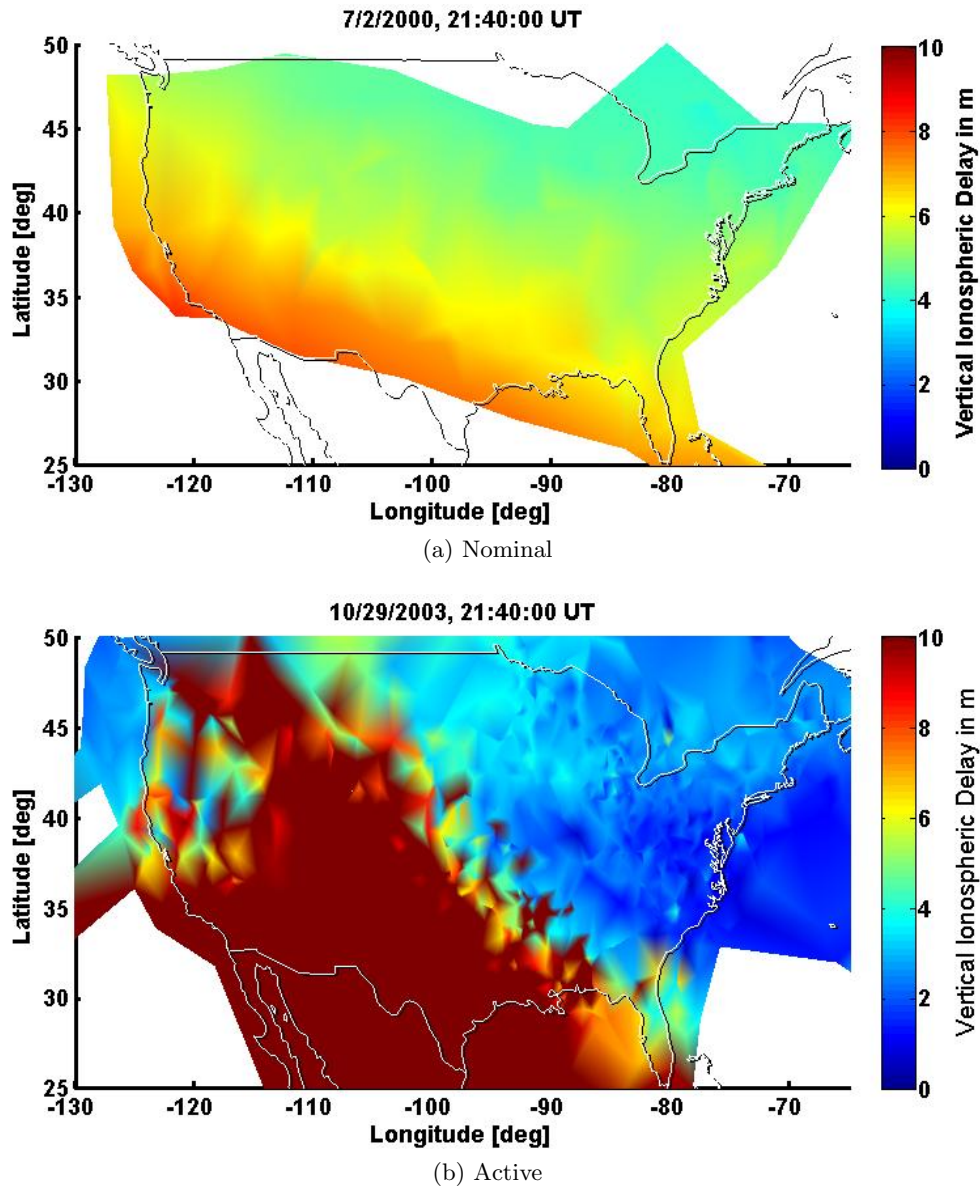 7/2/2000, 21:40:00 UT
50
45
40
35
30
25
Latitude [deg]
-130 -120 -110 -100 -90 -80 -70
Longitude [deg]
10
8
6
4
2
0
Vertical Ionospheric Delay in m
(a) Nominal
10/29/2003, 21:40:00 UT
50
45
40
35
30
25
Latitude [deg]
-130 -120 -110 -100 -90 -80 -70
Longitude [deg]
10
8
6
4
2
0
Vertical Ionospheric Delay in m
(b) Active